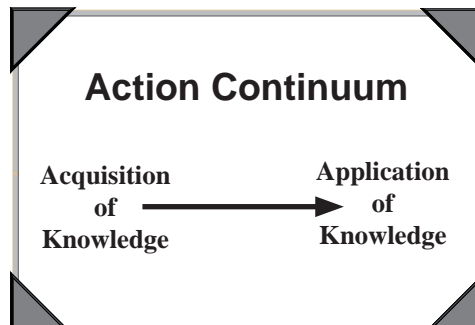 Action Continuum
Acquisition
of
Knowledge
Application
of
Knowledge